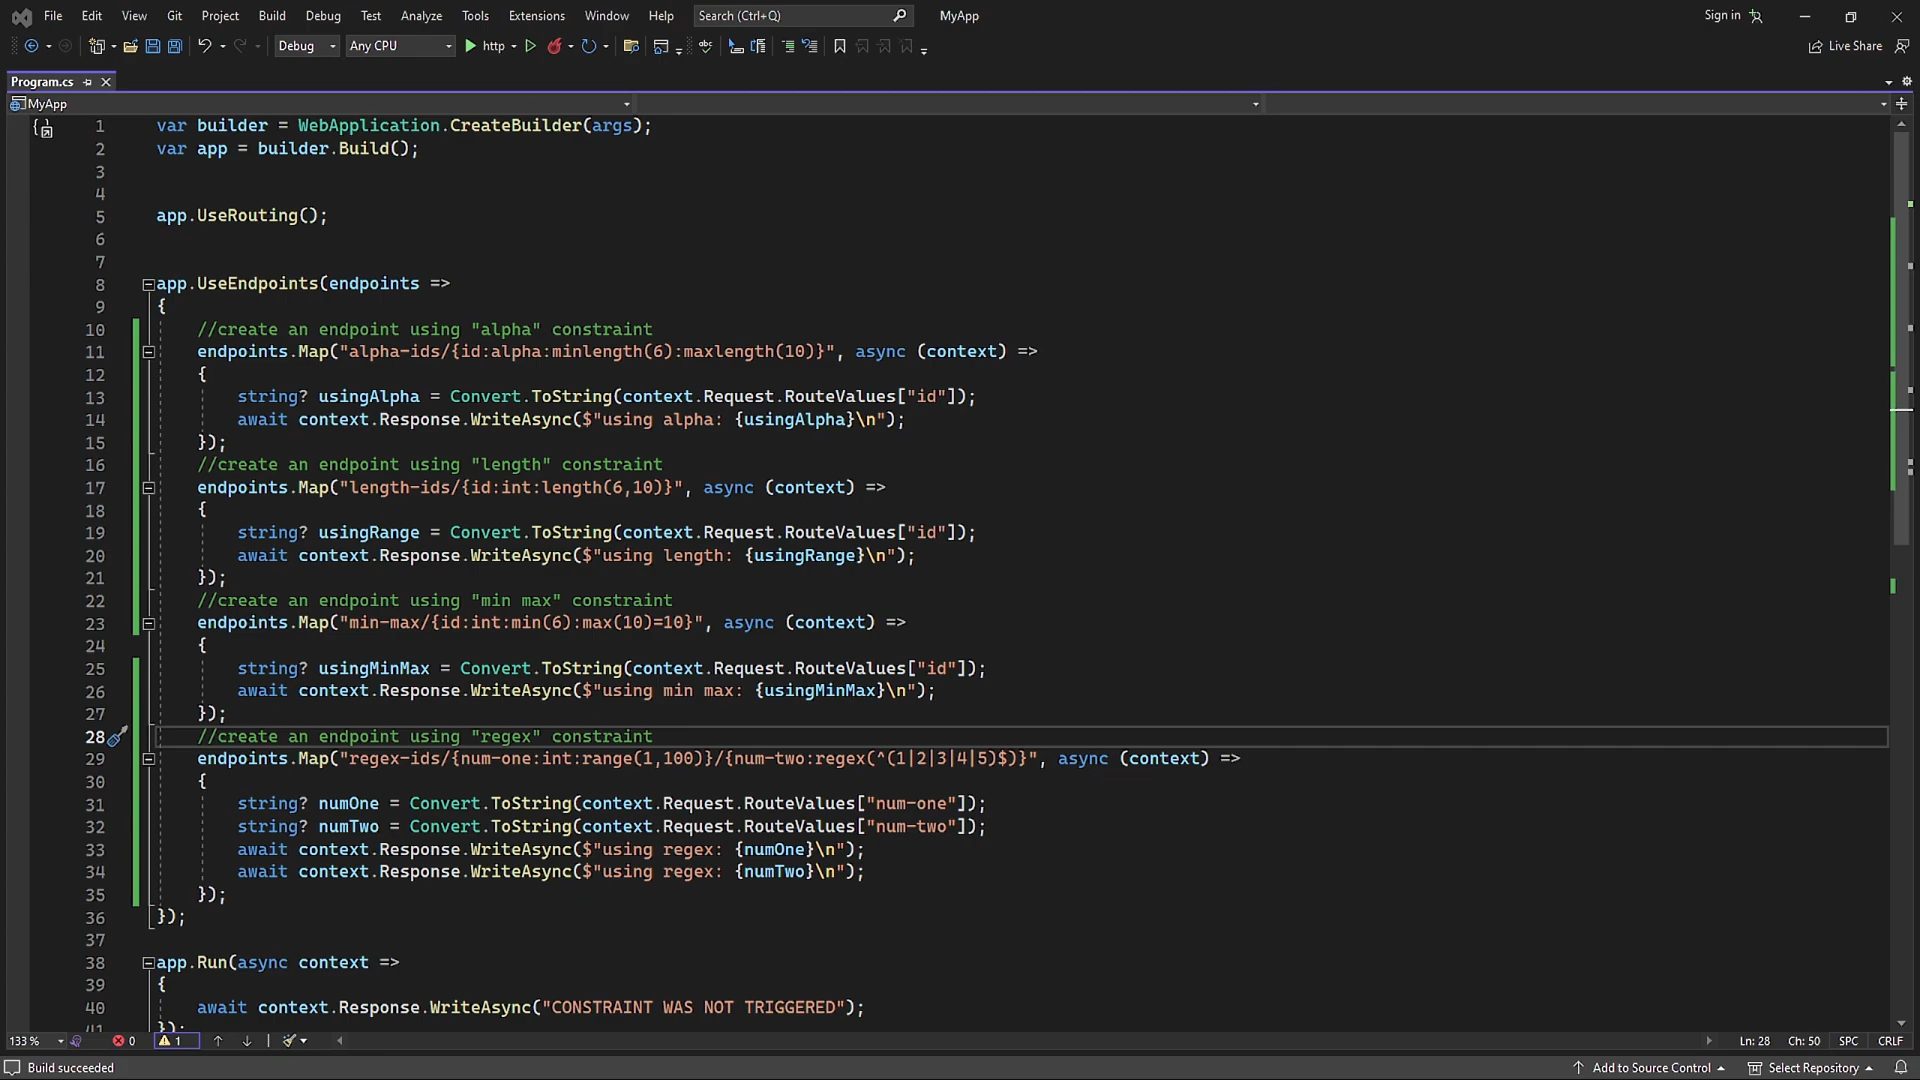 File Edit View Git Project Build Debug Test Analyze Tools Extensions Window Help Search (Ctrl+Q) MyApp Sign in
Debug Any CPU http Live Share
Program.cs
MyApp
1 var builder = WebApplication.CreateBuilder(args);
2 var app = builder.Build();
3
4
5 app.UseRouting();
6
7
8 app.UseEndpoints(endpoints =>
9 {
10 //create an endpoint using "alpha" constraint
11 endpoints.Map("alpha-ids/{id:alpha:minlength(6):maxlength(10)}", async (context) =>
12 {
13 string? usingAlpha = Convert.ToString(context.Request.RouteValues["id"]);
14 await context.Response.WriteAsync($"using alpha: {usingAlpha}\n");
15 });
16 //create an endpoint using "length" constraint
17 endpoints.Map("length-ids/{id:int:length(6,10)}", async (context) =>
18 {
19 string? usingRange = Convert.ToString(context.Request.RouteValues["id"]);
20 await context.Response.WriteAsync($"using length: {usingRange}\n");
21 });
22 //create an endpoint using "min max" constraint
23 endpoints.Map("min-max/{id:int:min(6):max(10)=10}", async (context) =>
24 {
25 string? usingMinMax = Convert.ToString(context.Request.RouteValues["id"]);
26 await context.Response.WriteAsync($"using min max: {usingMinMax}\n");
27 });
28 //create an endpoint using "regex" constraint
29 endpoints.Map("regex-ids/{num-one:int:range(1,100)}/{num-two:regex(^(1|2|3|4|5)$)}", async (context) =>
30 {
31 string? numOne = Convert.ToString(context.Request.RouteValues["num-one"]);
32 string? numTwo = Convert.ToString(context.Request.RouteValues["num-two"]);
33 await context.Response.WriteAsync($"using regex: {numOne}\n");
34 await context.Response.WriteAsync($"using regex: {numTwo}\n");
35 });
36 });
37
38 app.Run(async context =>
39 {
40 await context.Response.WriteAsync("CONSTRAINT WAS NOT TRIGGERED");
41 });
133 % 0 1 Ln: 28 Ch: 50 SPC CRLF
Build succeeded Add to Source Control Select Repository